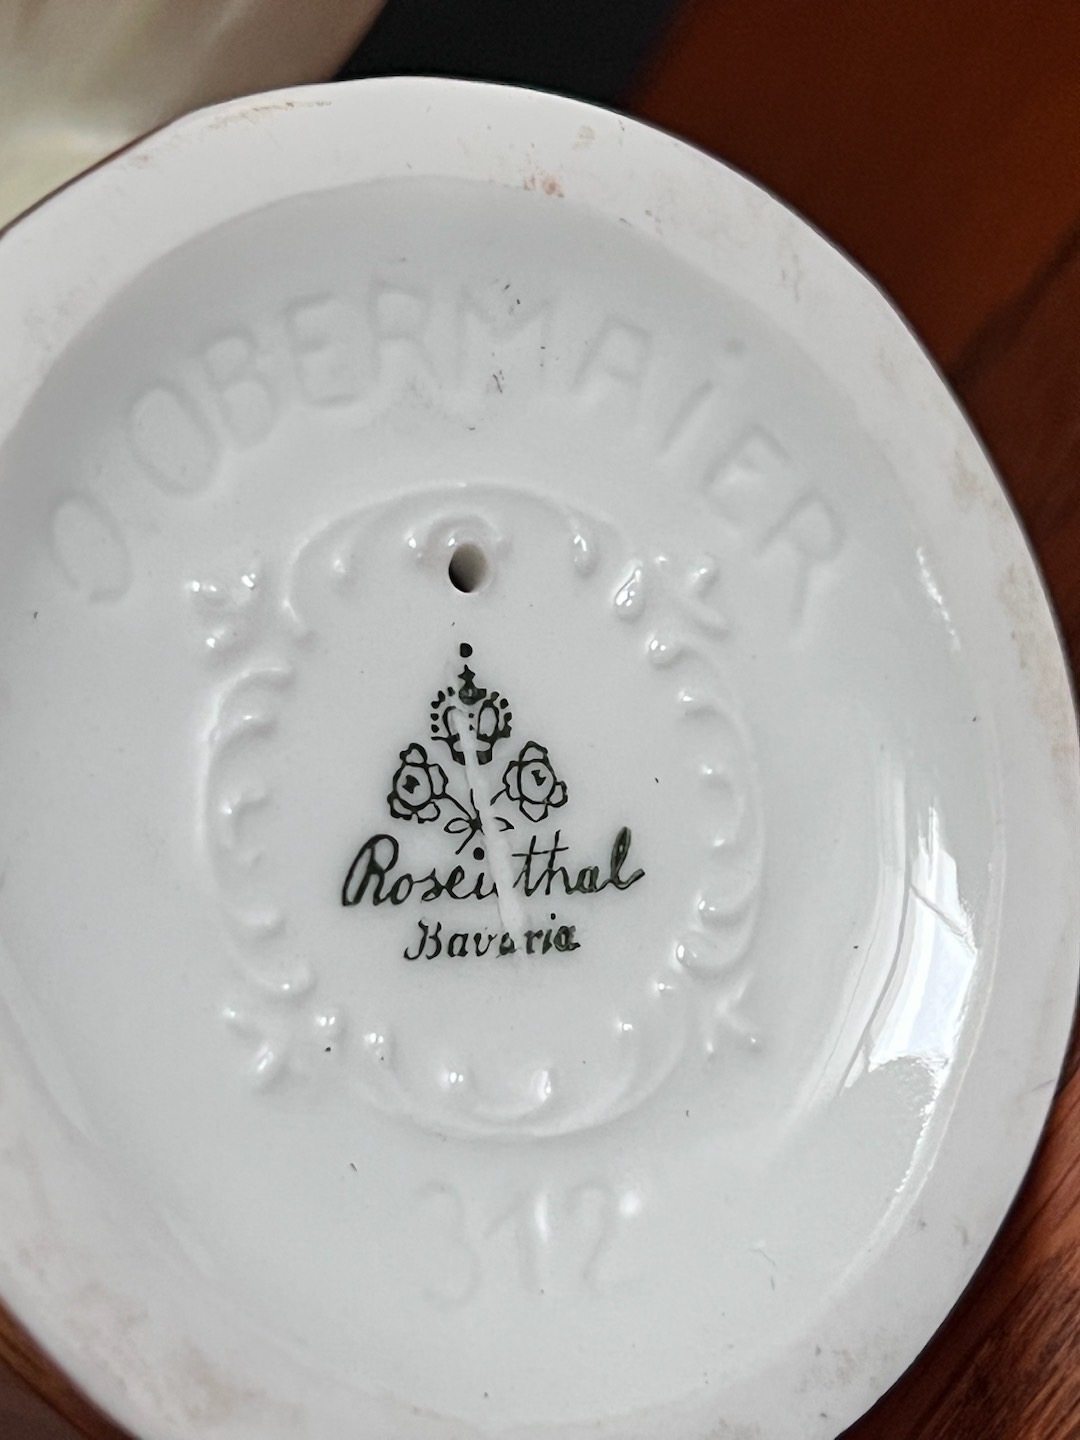 O. OBERMAIER
Rosenthal
Bavaria
312